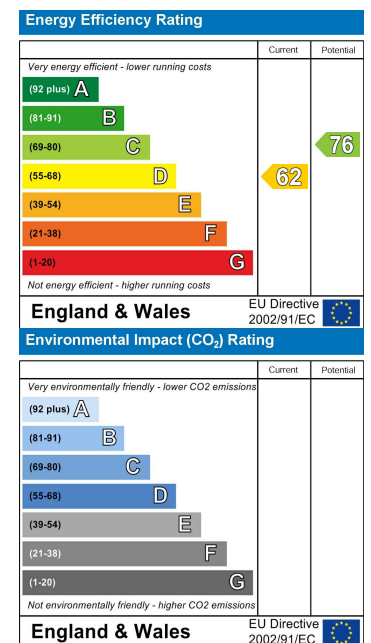 Energy Efficiency Rating
Current Potential
Very energy efficient - lower running costs
(92 plus) A
(81-91) B
(69-80) C 76
(55-68) D 62
(39-54) E
(21-38) F
(1-20) G
Not energy efficient - higher running costs
England & Wales EU Directive 2002/91/EC
Environmental Impact (CO₂) Rating
Current Potential
Very environmentally friendly - lower CO2 emissions
(92 plus) A
(81-91) B
(69-80) C
(55-68) D
(39-54) E
(21-38) F
(1-20) G
Not environmentally friendly - higher CO2 emissions
England & Wales EU Directive 2002/91/EC